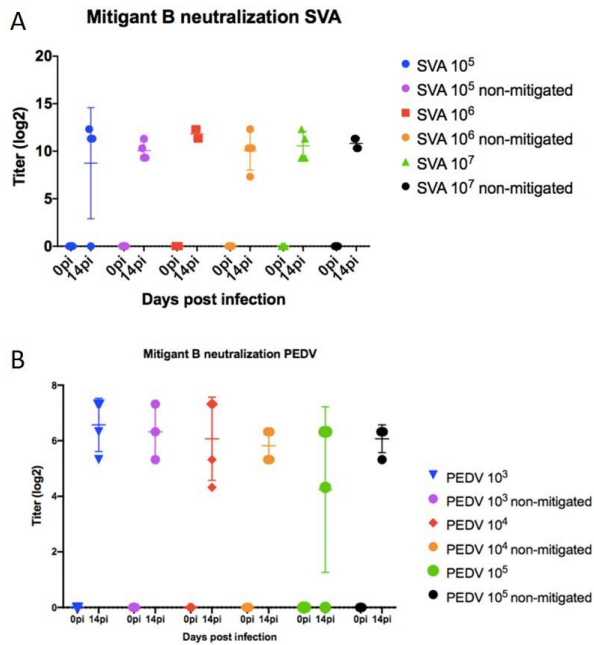 A
Mitigant B neutralization SVA
20
15
10
5
0
Titer (log2)
0pi 14pi 0pi 14pi 0pi 14pi 0pi 14pi 0pi 14pi 0pi 14pi
Days post infection
SVA 10⁵
SVA 10⁵ non-mitigated
SVA 10⁶
SVA 10⁶ non-mitigated
SVA 10⁷
SVA 10⁷ non-mitigated
B
Mitigant B neutralization PEDV
8
6
4
2
0
Titer (log2)
0pi 14pi 0pi 14pi 0pi 14pi 0pi 14pi 0pi 14pi 0pi 14pi
Days post infection
PEDV 10³
PEDV 10³ non-mitigated
PEDV 10⁴
PEDV 10⁴ non-mitigated
PEDV 10⁵
PEDV 10⁵ non-mitigated